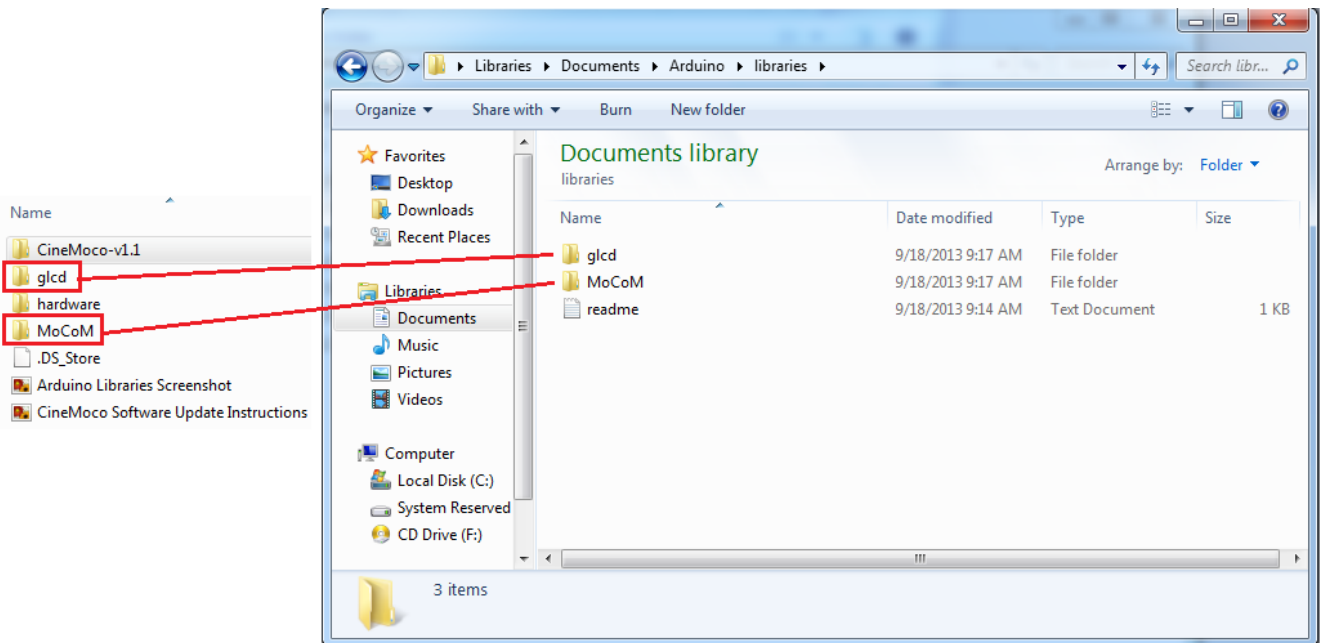 Name
CineMoco-v1.1
glcd
hardware
MoCoM
.DS_Store
Arduino Libraries Screenshot
CineMoco Software Update Instructions
Libraries Documents Arduino libraries
Search libr...
Organize Share with Burn New folder
Favorites
Desktop
Downloads
Recent Places
Libraries
Documents
Music
Pictures
Videos
Computer
Local Disk (C:)
System Reserved
CD Drive (F:)
Documents library
libraries
Arrange by: Folder
Name Date modified Type Size
glcd 9/18/2013 9:17 AM File folder
MoCoM 9/18/2013 9:17 AM File folder
readme 9/18/2013 9:14 AM Text Document 1 KB
3 items